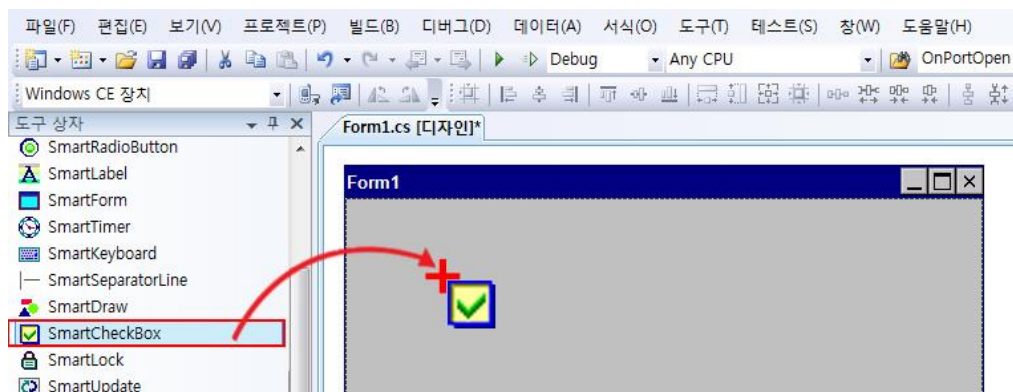 파일(F) 편집(E) 보기(V) 프로젝트(P) 빌드(B) 디버그(D) 데이터(A) 서식(O) 도구(T) 테스트(S) 창(W) 도움말(H)
Debug Any CPU OnPortOpen
Windows CE 장치
도구 상자
Form1.cs [디자인]*
SmartRadioButton
SmartLabel
Form1
SmartForm
SmartTimer
SmartKeyboard
SmartSeparatorLine
SmartDraw
SmartCheckBox
SmartLock
SmartUpdate